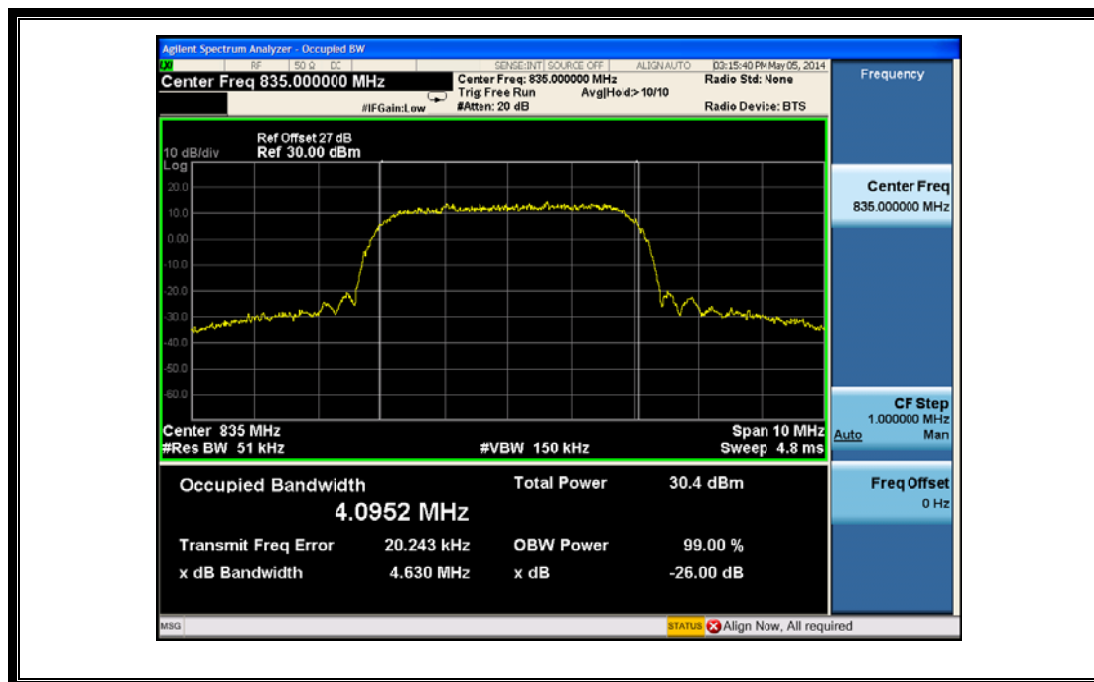 Agilent Spectrum Analyzer - Occupied BW
LXI RF 50 Ω DC SENSE:INT SOURCE OFF ALIGN AUTO 03:15:40 PM May 05, 2014
Center Freq 835.000000 MHz
Center Freq: 835.000000 MHz
Radio Std: None
Trig: Free Run Avg|Hold:> 10/10
#IFGain:Low
#Atten: 20 dB
Radio Device: BTS
Frequency
Ref Offset 27 dB
10 dB/div Ref 30.00 dBm
Log
20.0
10.0
0.00
-10.0
-20.0
-30.0
-40.0
-50.0
-60.0
Center 835 MHz
Span 10 MHz
#Res BW 51 kHz
#VBW 150 kHz
Sweep 4.8 ms
Center Freq
835.000000 MHz
CF Step
1.000000 MHz
Auto Man
Freq Offset
0 Hz
Occupied Bandwidth
4.0952 MHz
Total Power 30.4 dBm
Transmit Freq Error 20.243 kHz
OBW Power 99.00 %
x dB Bandwidth 4.630 MHz
x dB -26.00 dB
MSG
STATUS
Align Now, All required